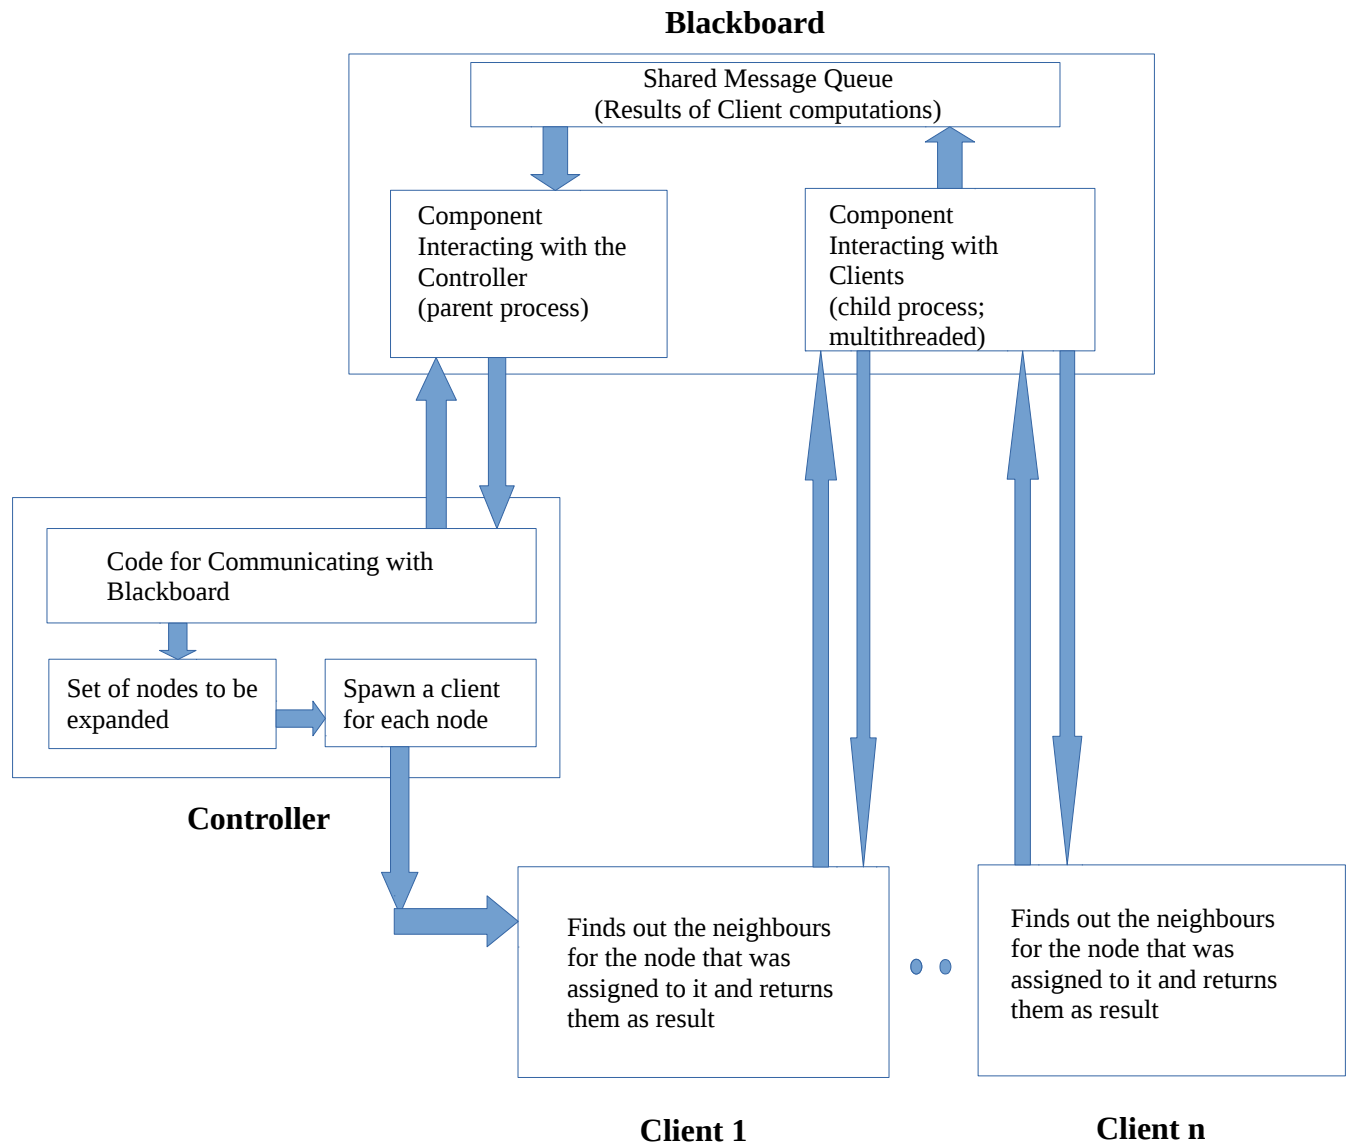 Blackboard
Shared Message Queue
(Results of Client computations)
Component
Interacting with the
Controller
(parent process)
Component
Interacting with
Clients
(child process;
multithreaded)
Code for Communicating with
Blackboard
Set of nodes to be
expanded
Spawn a client
for each node
Controller
Finds out the neighbours
for the node that was
assigned to it and returns
them as result
Finds out the neighbours
for the node that was
assigned to it and returns
them as result
Client 1
Client n